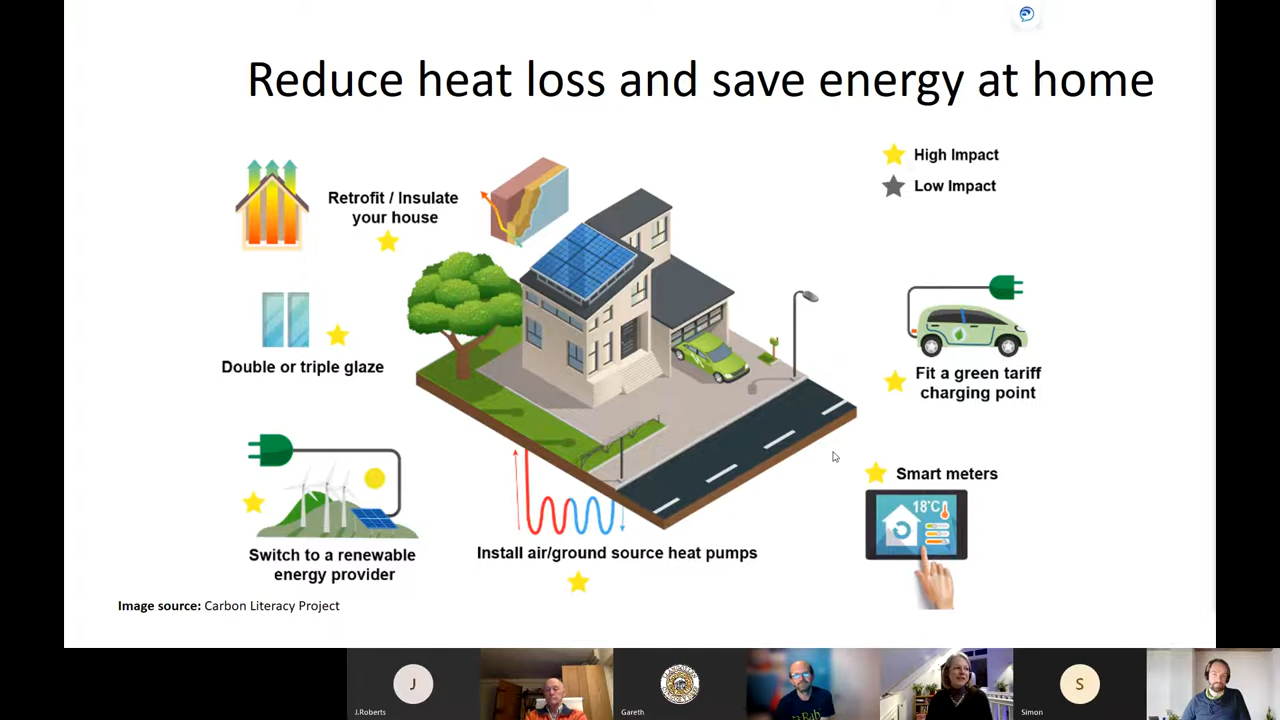 Reduce heat loss and save energy at home
High Impact
Low Impact
Retrofit / Insulate
your house
Double or triple glaze
Fit a green tariff
charging point
Smart meters
18°C
Switch to a renewable
energy provider
Install air/ground source heat pumps
Image source: Carbon Literacy Project
J
J.Roberts
Gareth
S
Simon